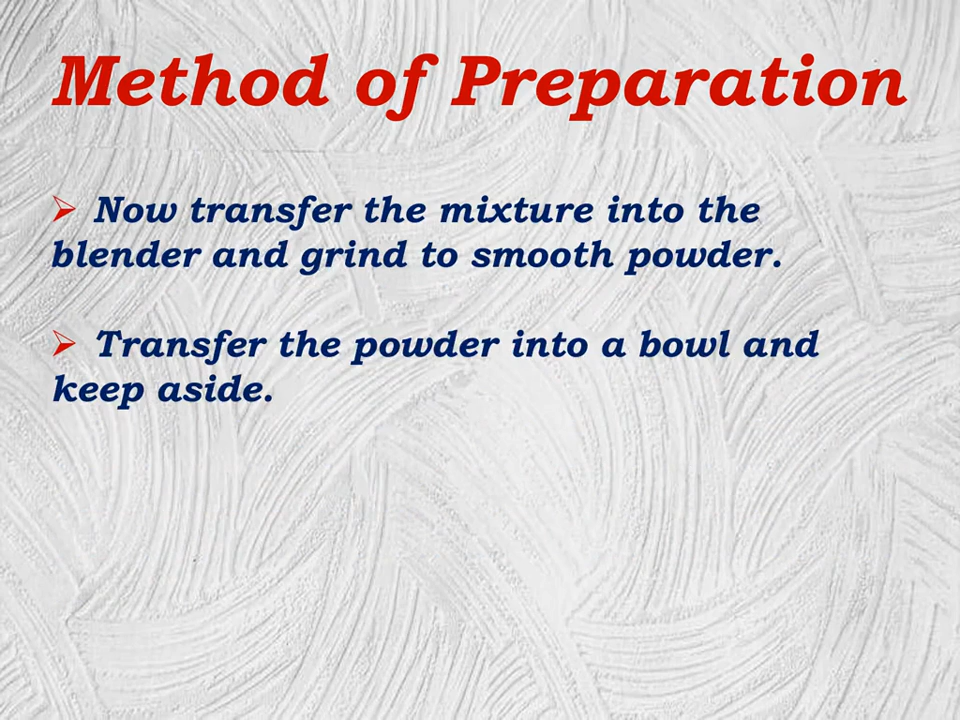 Method of Preparation
➢ Now transfer the mixture into the
blender and grind to smooth powder.
➢ Transfer the powder into a bowl and
keep aside.